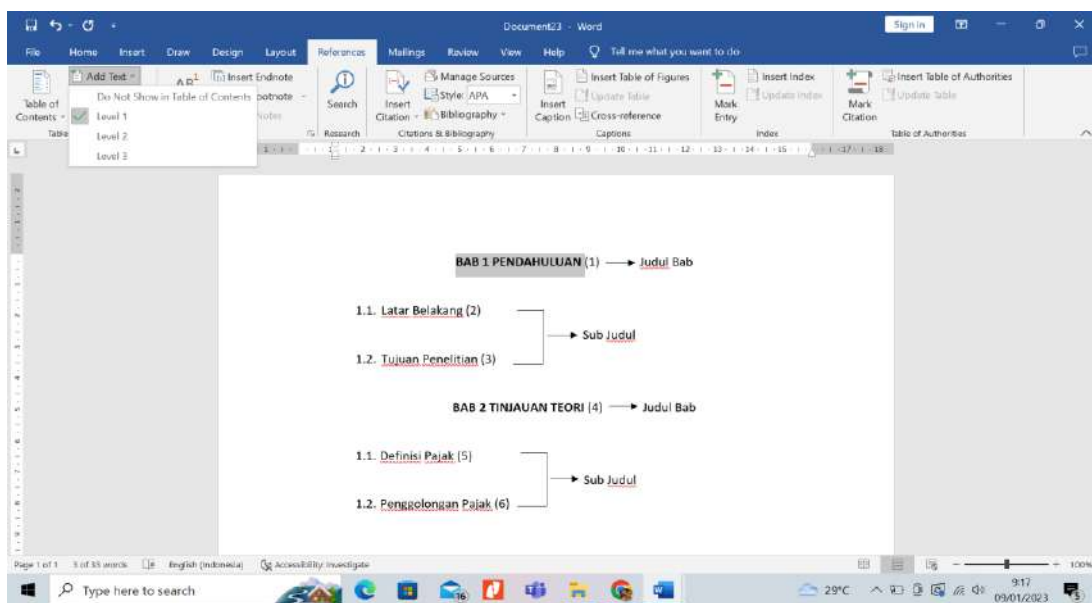 Document23 - Word
Sign in
File Home Insert Draw Design Layout References Mailings Review View Help Tell me what you want to do
Add Text
Insert Endnote
Manage Sources
Insert Table of Figures
Insert Index
Insert Table of Authorities
Do Not Show in Table of Contents
Style: APA
Update Table
Update Index
Update Table
Table of Contents
Search
Insert Citation
Bibliography
Insert Caption
Cross-reference
Mark Entry
Mark Citation
Level 1
Level 2
Level 3
Research
Citations & Bibliography
Captions
Index
Table of Authorities
BAB 1 PENDAHULUAN (1) Judul Bab
1.1. Latar Belakang (2)
Sub Judul
1.2. Tujuan Penelitian (3)
BAB 2 TINJAUAN TEORI (4) Judul Bab
1.1. Definisi Pajak (5)
Sub Judul
1.2. Penggolongan Pajak (6)
Page 1 of 1 3 of 33 words English (Indonesia) Accessibility: Investigate 100%
Type here to search
16
29°C
9:17
09/01/2023